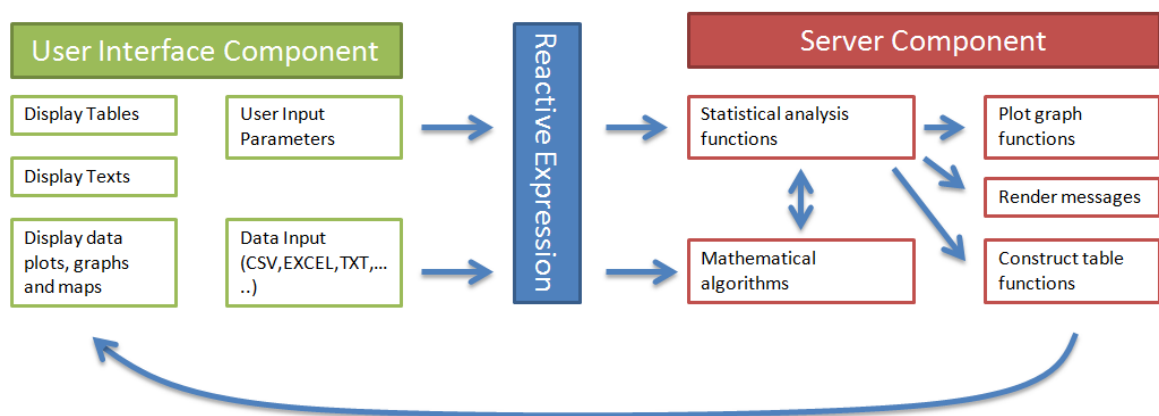 User Interface Component
Display Tables
Display Texts
Display data
plots, graphs
and maps
User Input
Parameters
Data Input
(CSV,EXCEL,TXT,...
..)
Reactive Expression
Server Component
Statistical analysis
functions
Mathematical
algorithms
Plot graph
functions
Render messages
Construct table
functions